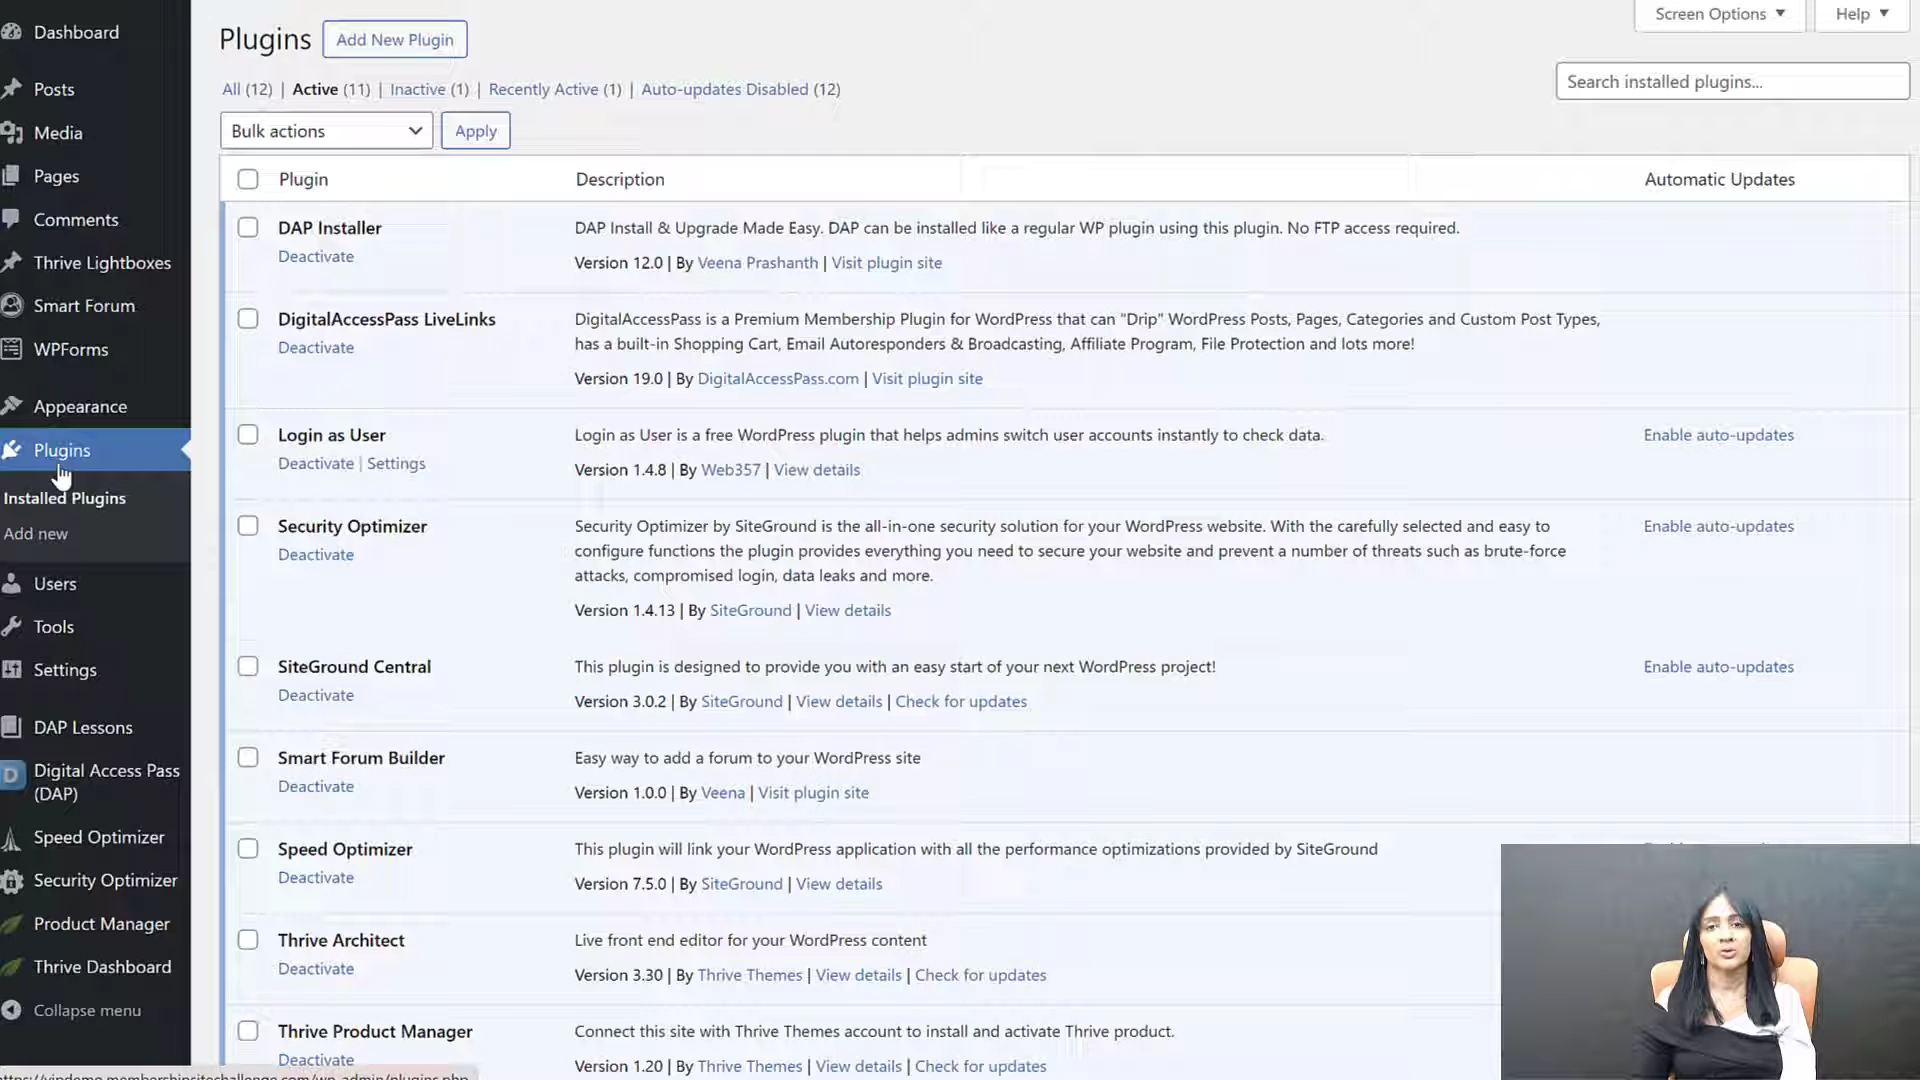 Dashboard
Posts
Media
Pages
Comments
Thrive Lightboxes
Smart Forum
WPForms
Appearance
Plugins
Installed Plugins
Add new
Users
Tools
Settings
DAP Lessons
Digital Access Pass
(DAP)
Speed Optimizer
Security Optimizer
Product Manager
Thrive Dashboard
Collapse menu
Screen Options
Help
Plugins
Add New Plugin
All (12) | Active (11) | Inactive (1) | Recently Active (1) | Auto-updates Disabled (12)
Search installed plugins...
Bulk actions
Apply
Plugin Description Automatic Updates
DAP Installer
Deactivate
DAP Install & Upgrade Made Easy. DAP can be installed like a regular WP plugin using this plugin. No FTP access required.
Version 12.0 | By Veena Prashanth | Visit plugin site
DigitalAccessPass LiveLinks
Deactivate
DigitalAccessPass is a Premium Membership Plugin for WordPress that can "Drip" WordPress Posts, Pages, Categories and Custom Post Types,
has a built-in Shopping Cart, Email Autoresponders & Broadcasting, Affiliate Program, File Protection and lots more!
Version 19.0 | By DigitalAccessPass.com | Visit plugin site
Login as User
Deactivate | Settings
Login as User is a free WordPress plugin that helps admins switch user accounts instantly to check data.
Version 1.4.8 | By Web357 | View details
Enable auto-updates
Security Optimizer
Deactivate
Security Optimizer by SiteGround is the all-in-one security solution for your WordPress website. With the carefully selected and easy to
configure functions the plugin provides everything you need to secure your website and prevent a number of threats such as brute-force
attacks, compromised login, data leaks and more.
Version 1.4.13 | By SiteGround | View details
Enable auto-updates
SiteGround Central
Deactivate
This plugin is designed to provide you with an easy start of your next WordPress project!
Version 3.0.2 | By SiteGround | View details | Check for updates
Enable auto-updates
Smart Forum Builder
Deactivate
Easy way to add a forum to your WordPress site
Version 1.0.0 | By Veena | Visit plugin site
Speed Optimizer
Deactivate
This plugin will link your WordPress application with all the performance optimizations provided by SiteGround
Version 7.5.0 | By SiteGround | View details
Thrive Architect
Deactivate
Live front end editor for your WordPress content
Version 3.30 | By Thrive Themes | View details | Check for updates
Thrive Product Manager
Deactivate
Connect this site with Thrive Themes account to install and activate Thrive product.
Version 1.20 | By Thrive Themes | View details | Check for updates